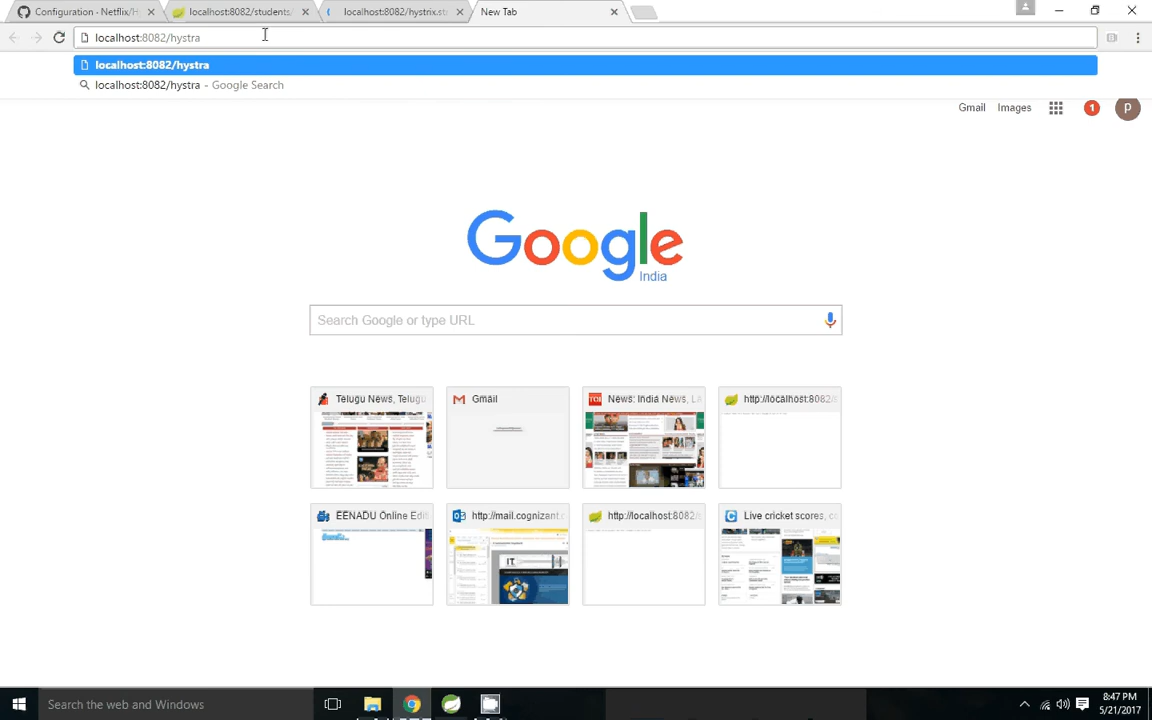 Configuration - Netflix/H
localhost:8082/students/
localhost:8082/hystrix.st
New Tab
localhost:8082/hystra
localhost:8082/hystra
localhost:8082/hystra - Google Search
Gmail
Images
1
P
Google
India
Search Google or type URL
Telugu News, Telugu
Gmail
TOI
News: India News, L
http://localhost:8082/
EENADU Online Edi
http://mail.cognizant.c
http://localhost:8082/
C
Live cricket scores, c
IT
Search the web and Windows
8:47 PM
5/21/2017